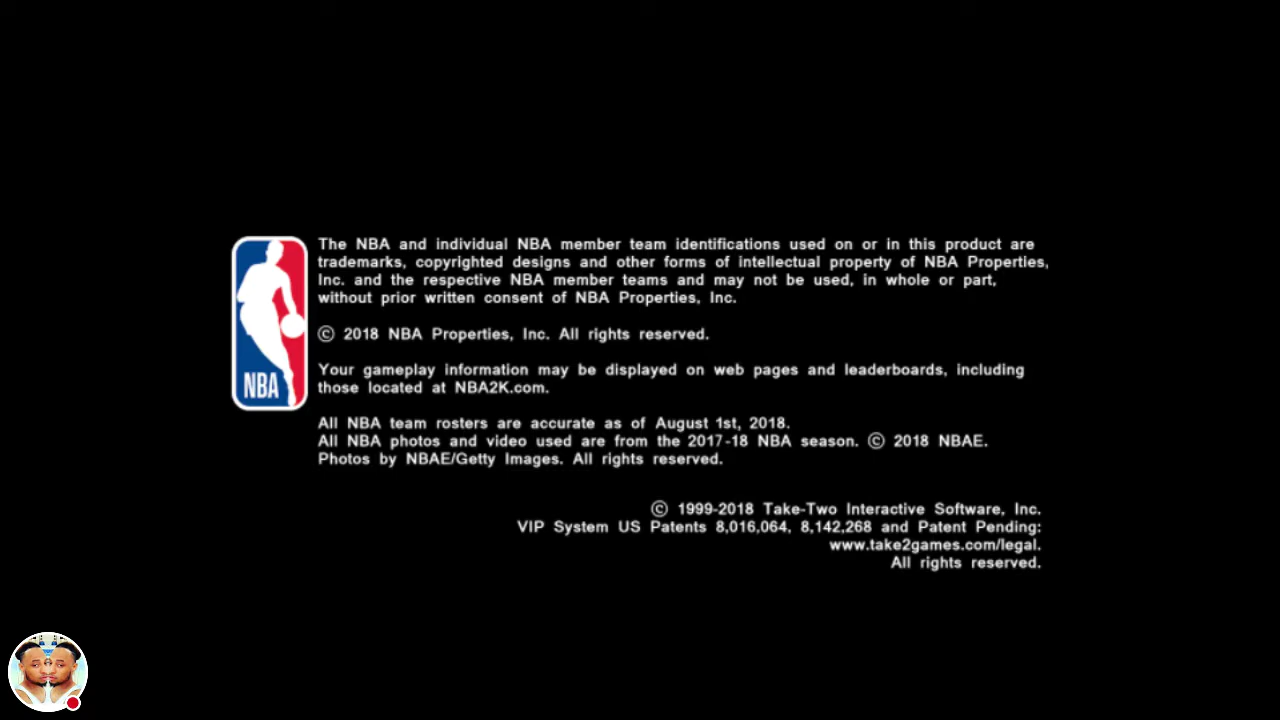 The NBA and individual NBA member team identifications used on or in this product are
trademarks, copyrighted designs and other forms of intellectual property of NBA Properties,
Inc. and the respective NBA member teams and may not be used, in whole or part,
without prior written consent of NBA Properties, Inc.
© 2018 NBA Properties, Inc. All rights reserved.
NBA
Your gameplay information may be displayed on web pages and leaderboards, including
those located at NBA2K.com.
All NBA team rosters are accurate as of August 1st, 2018.
All NBA photos and video used are from the 2017-18 NBA season. © 2018 NBAE.
Photos by NBAE/Getty Images. All rights reserved.
© 1999-2018 Take-Two Interactive Software, Inc.
VIP System US Patents 8,016,064, 8,142,268 and Patent Pending:
www.take2games.com/legal.
All rights reserved.